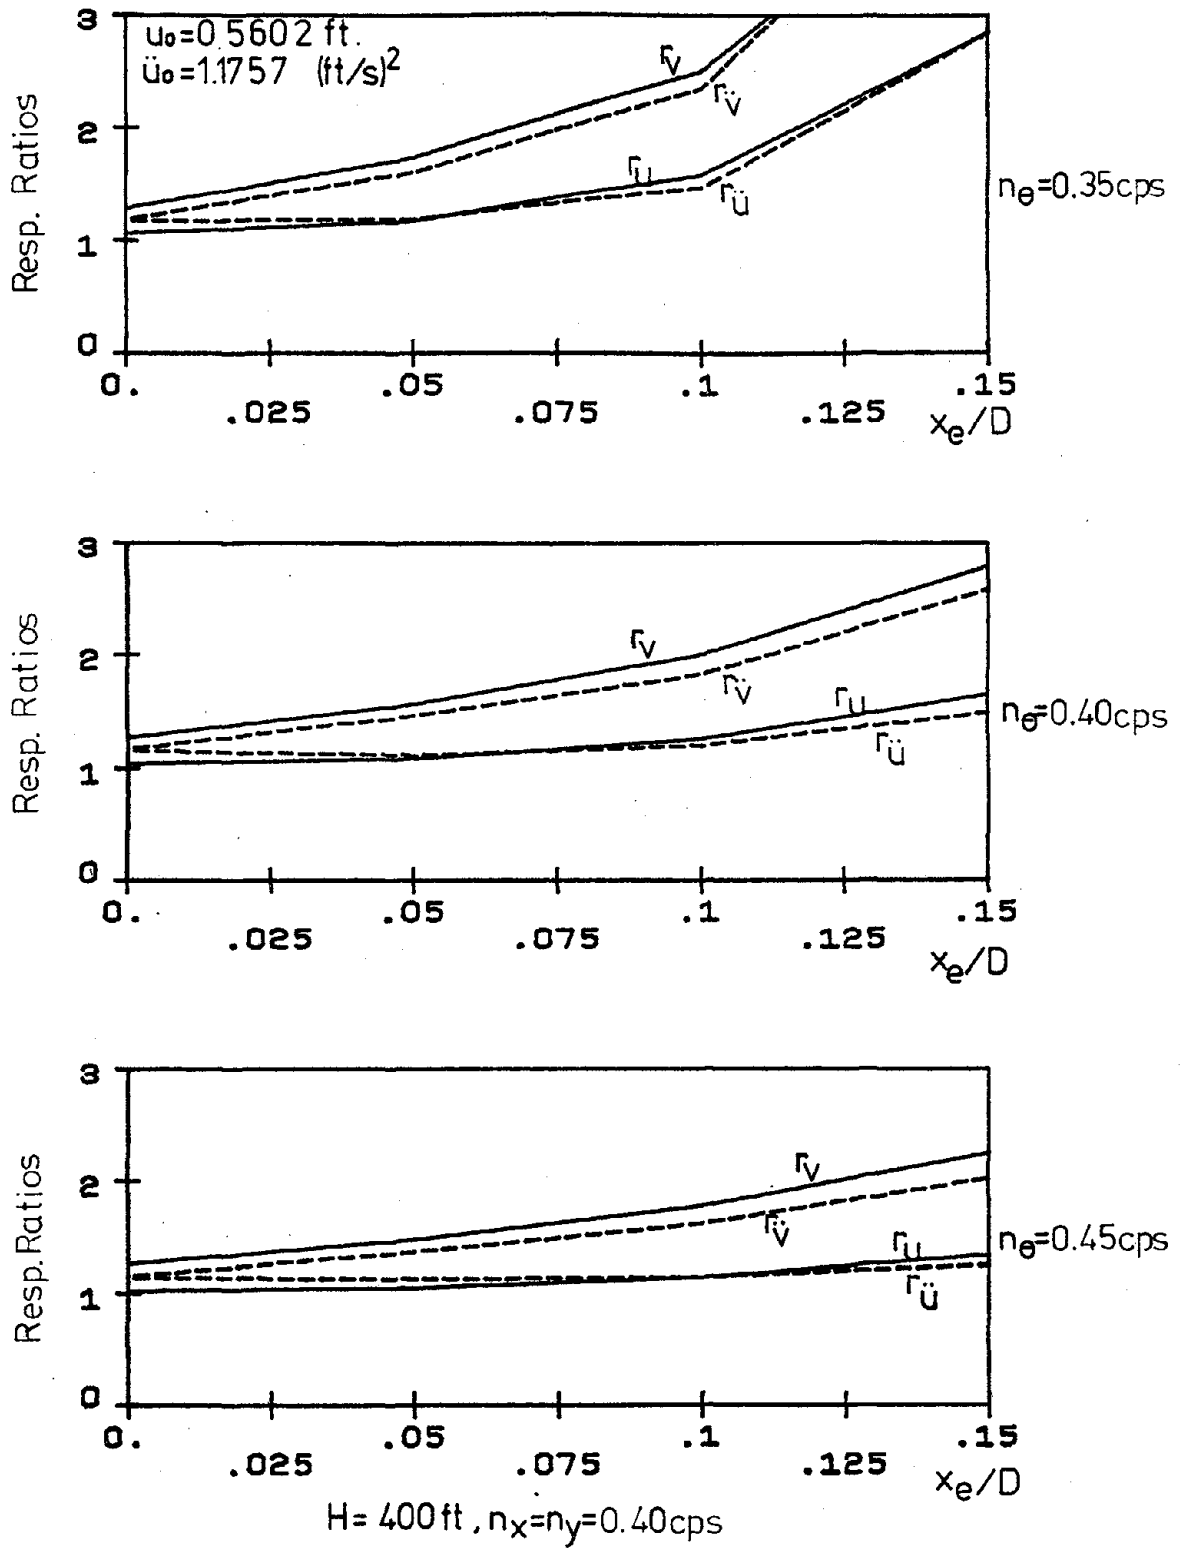 3
u₀=0.5602 ft.
ü₀=1.1757 (ft/s)²
rᵥ
r_v̈
2
r_u
r_ü
n_θ=0.35cps
Resp. Ratios
1
0
0. .05 .1 .15
.025 .075 .125 x_e/D
3
r_v
2
r_v̈
r_u
n_θ=0.40cps
r_ü
Resp. Ratios
1
0
0. .05 .1 .15
.025 .075 .125
x_e/D
3
r_v
2
r_v̈
r_u
n_θ=0.45cps
r_ü
Resp. Ratios
1
0
0. .05 .1 .15
.025 .075 .125
x_e/D
H= 400ft, n_x=n_y=0.40cps